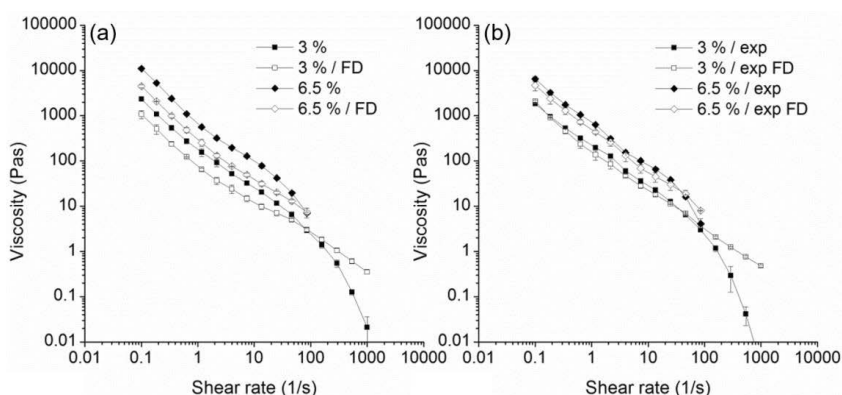 (a)
3 %
3 % / FD
6.5 %
6.5 % / FD
100000
10000
1000
100
10
1
0.1
0.01
Viscosity (Pas)
0.01 0.1 1 10 100 1000 10000
Shear rate (1/s)
(b)
3 % / exp
3 % / exp FD
6.5 % / exp
6.5 % / exp FD
100000
10000
1000
100
10
1
0.1
0.01
Viscosity (Pas)
0.01 0.1 1 10 100 1000 10000
Shear rate (1/s)